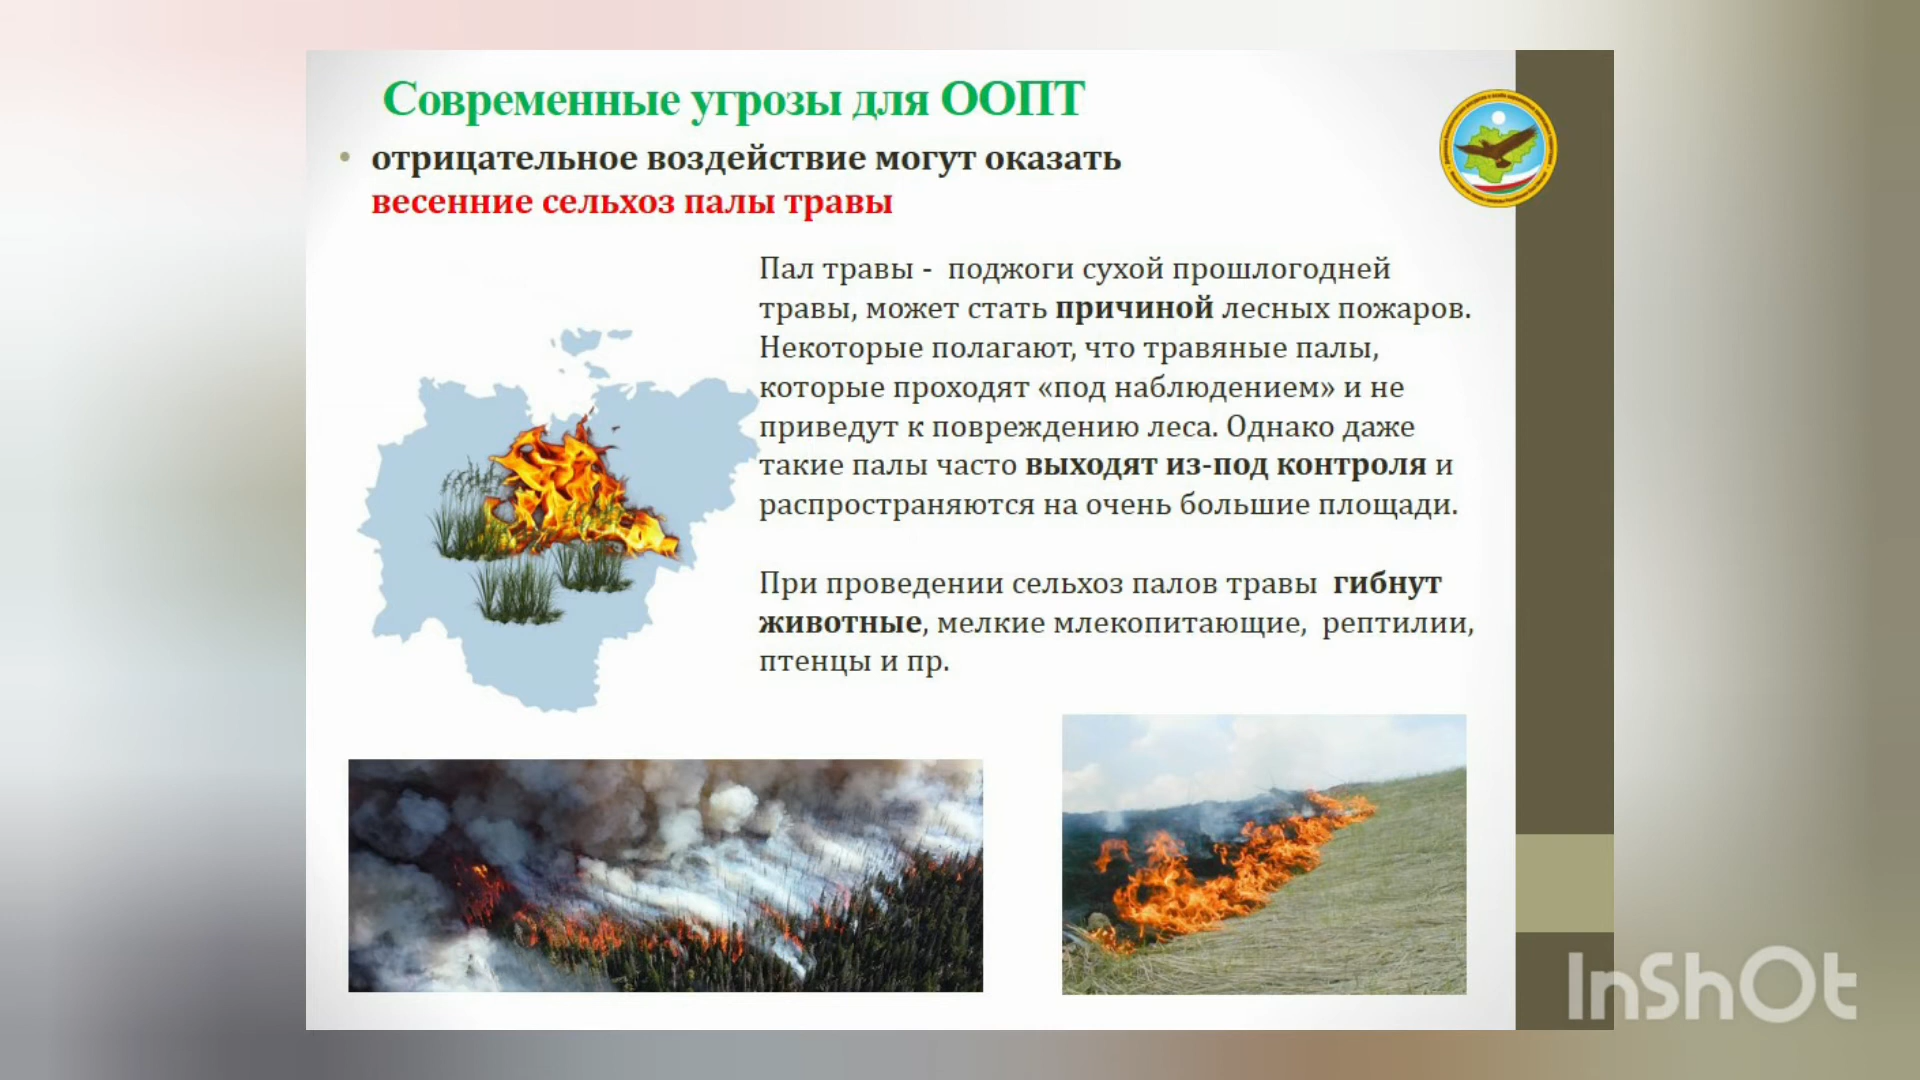 Современные угрозы для ООПТ
• отрицательное воздействие могут оказать
весенние сельхоз палы травы
Пал травы -  поджоги сухой прошлогодней
травы, может стать причиной лесных пожаров.
Некоторые полагают, что травяные палы,
которые проходят «под наблюдением» и не
приведут к повреждению леса. Однако даже
такие палы часто выходят из-под контроля и
распространяются на очень большие площади.
При проведении сельхоз палов травы  гибнут
животные, мелкие млекопитающие,  рептилии,
птенцы и пр.
InShOt